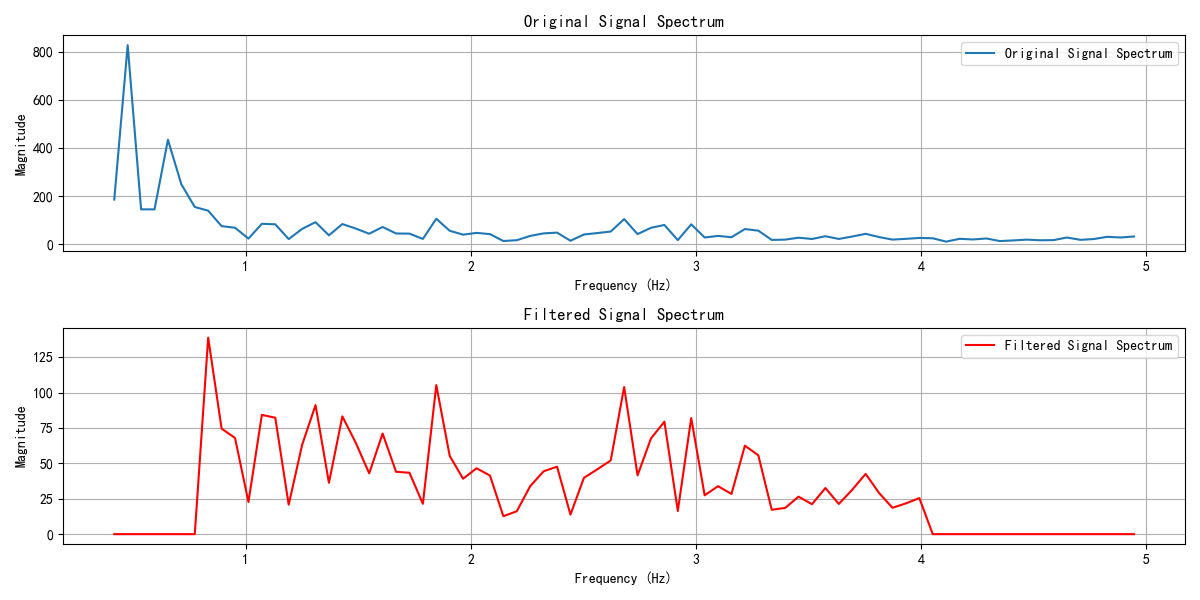 Original Signal Spectrum
Original Signal Spectrum
800
600
400
200
0
Magnitude
1 2 3 4 5
Frequency (Hz)
Filtered Signal Spectrum
Filtered Signal Spectrum
125
100
75
50
25
0
Magnitude
1 2 3 4 5
Frequency (Hz)